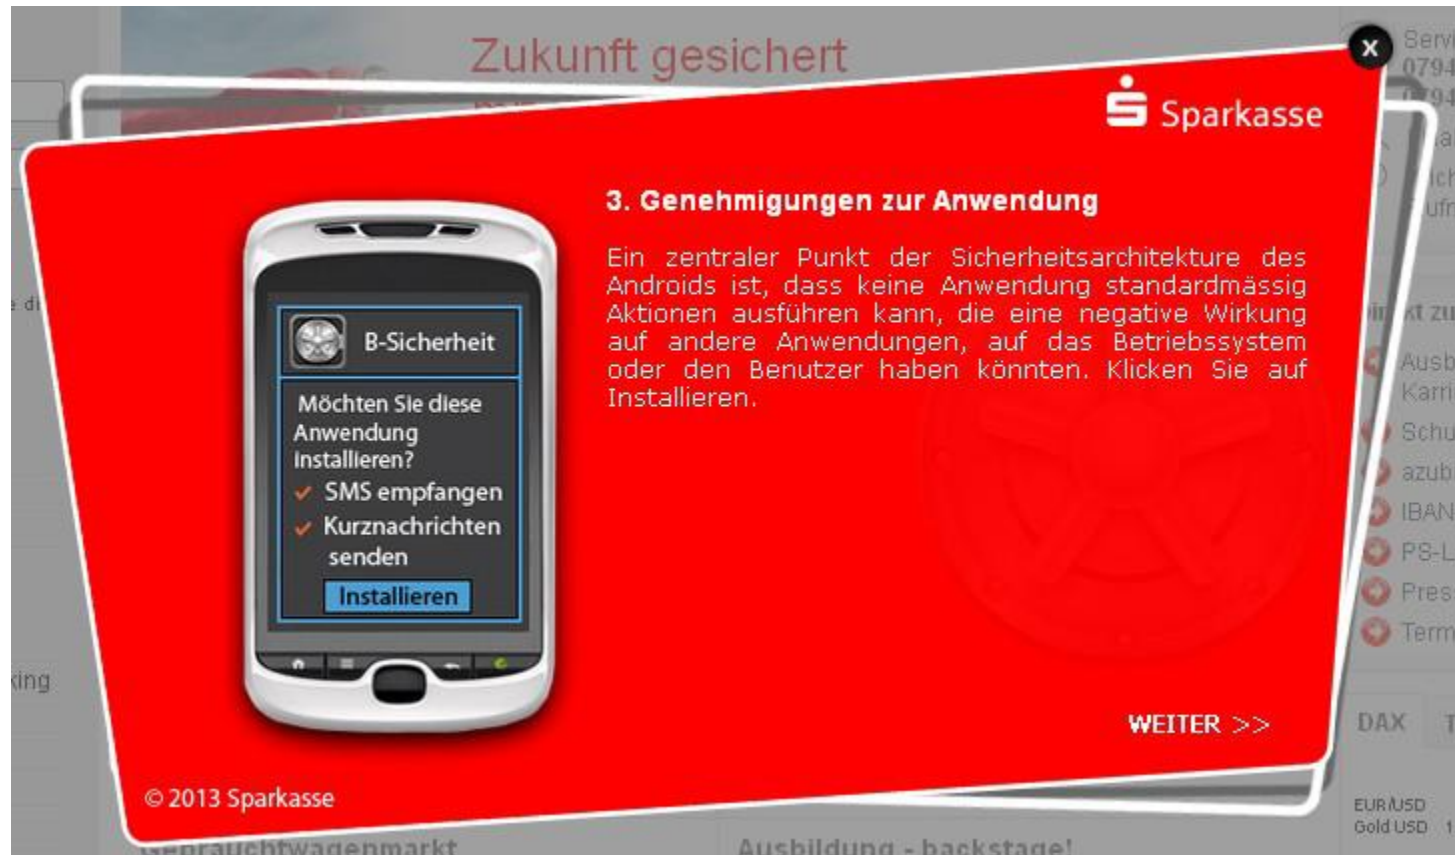 Zukunft gesichert
x
Sparkasse
3. Genehmigungen zur Anwendung
Ein zentraler Punkt der Sicherheitsarchitekture des
Androids ist, dass keine Anwendung standardmässig
Aktionen ausführen kann, die eine negative Wirkung
auf andere Anwendungen, auf das Betriebssystem
oder den Benutzer haben könnten. Klicken Sie auf
Installieren.
B-Sicherheit
Möchten Sie diese
Anwendung
installieren?
SMS empfangen
Kurznachrichten
senden
Installieren
WEITER >>
© 2013 Sparkasse
IBAN
DAX
EUR/USD
Gold USD
Gebrauchtwagenmarkt
Ausbildung - backstage!